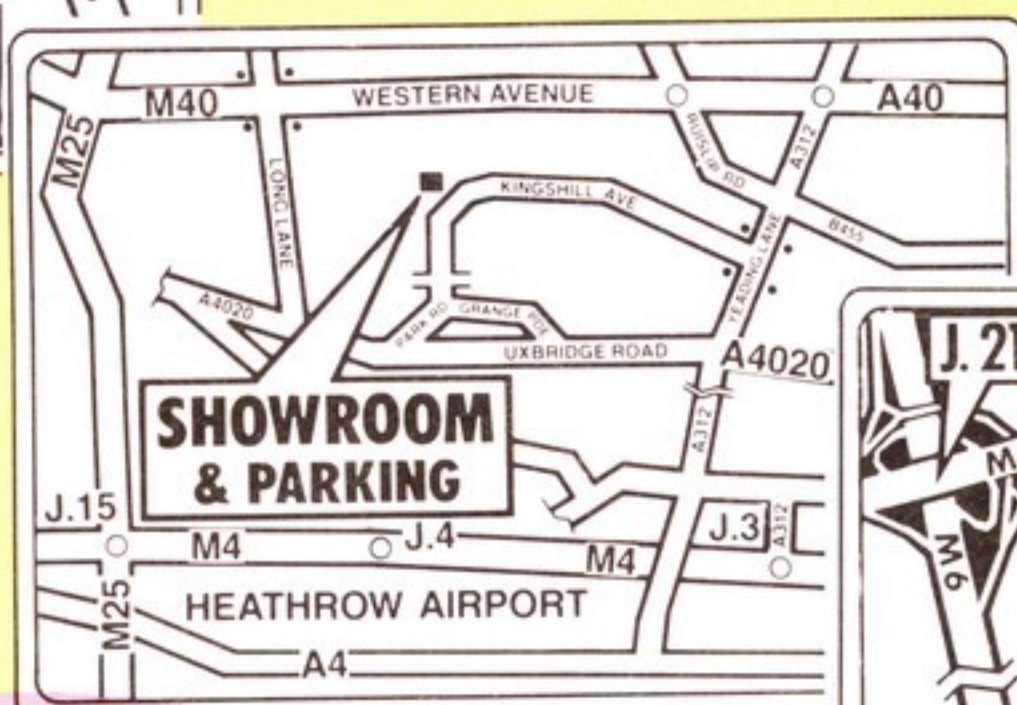 M40
WESTERN AVENUE
A40
M25
LONG LANE
RUISLIP RD
A312
KINGSHILL AVE
B455
YEADING LANE
A4020
PARK RD
GRANGE PDE
UXBRIDGE ROAD
A4020
J. 21
SHOWROOM
& PARKING
A312
J.15
M4
J.4
M4
J.3
A312
M25
HEATHROW AIRPORT
A4
M6